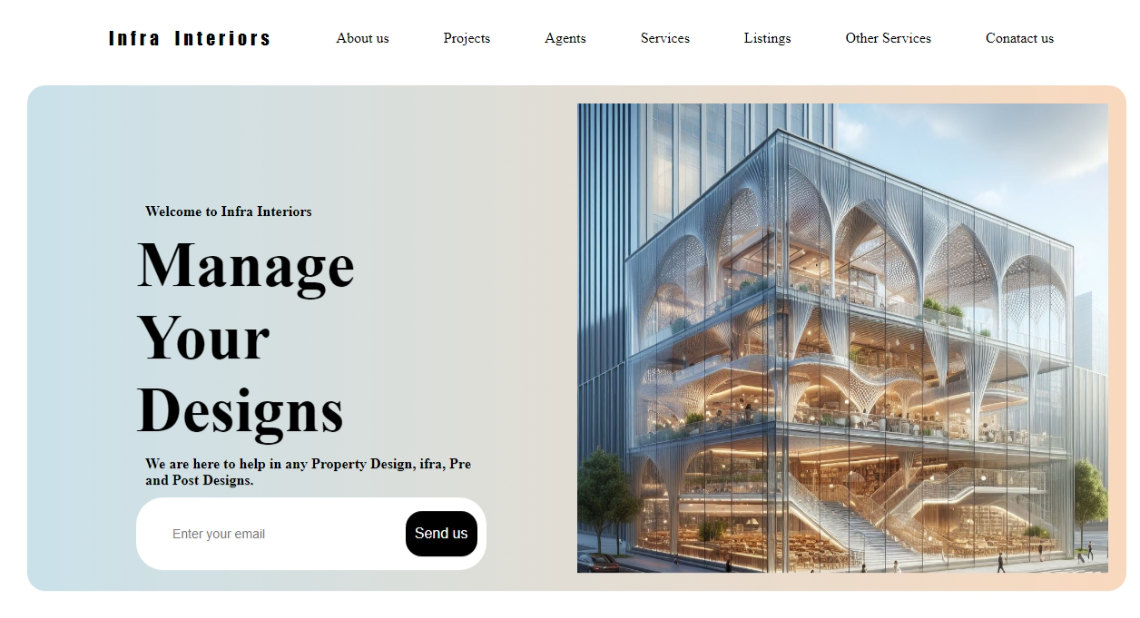 Infra Interiors
About us
Projects
Agents
Services
Listings
Other Services
Conatact us
Welcome to Infra Interiors
Manage
Your
Designs
We are here to help in any Property Design, ifra, Pre
and Post Designs.
Enter your email
Send us